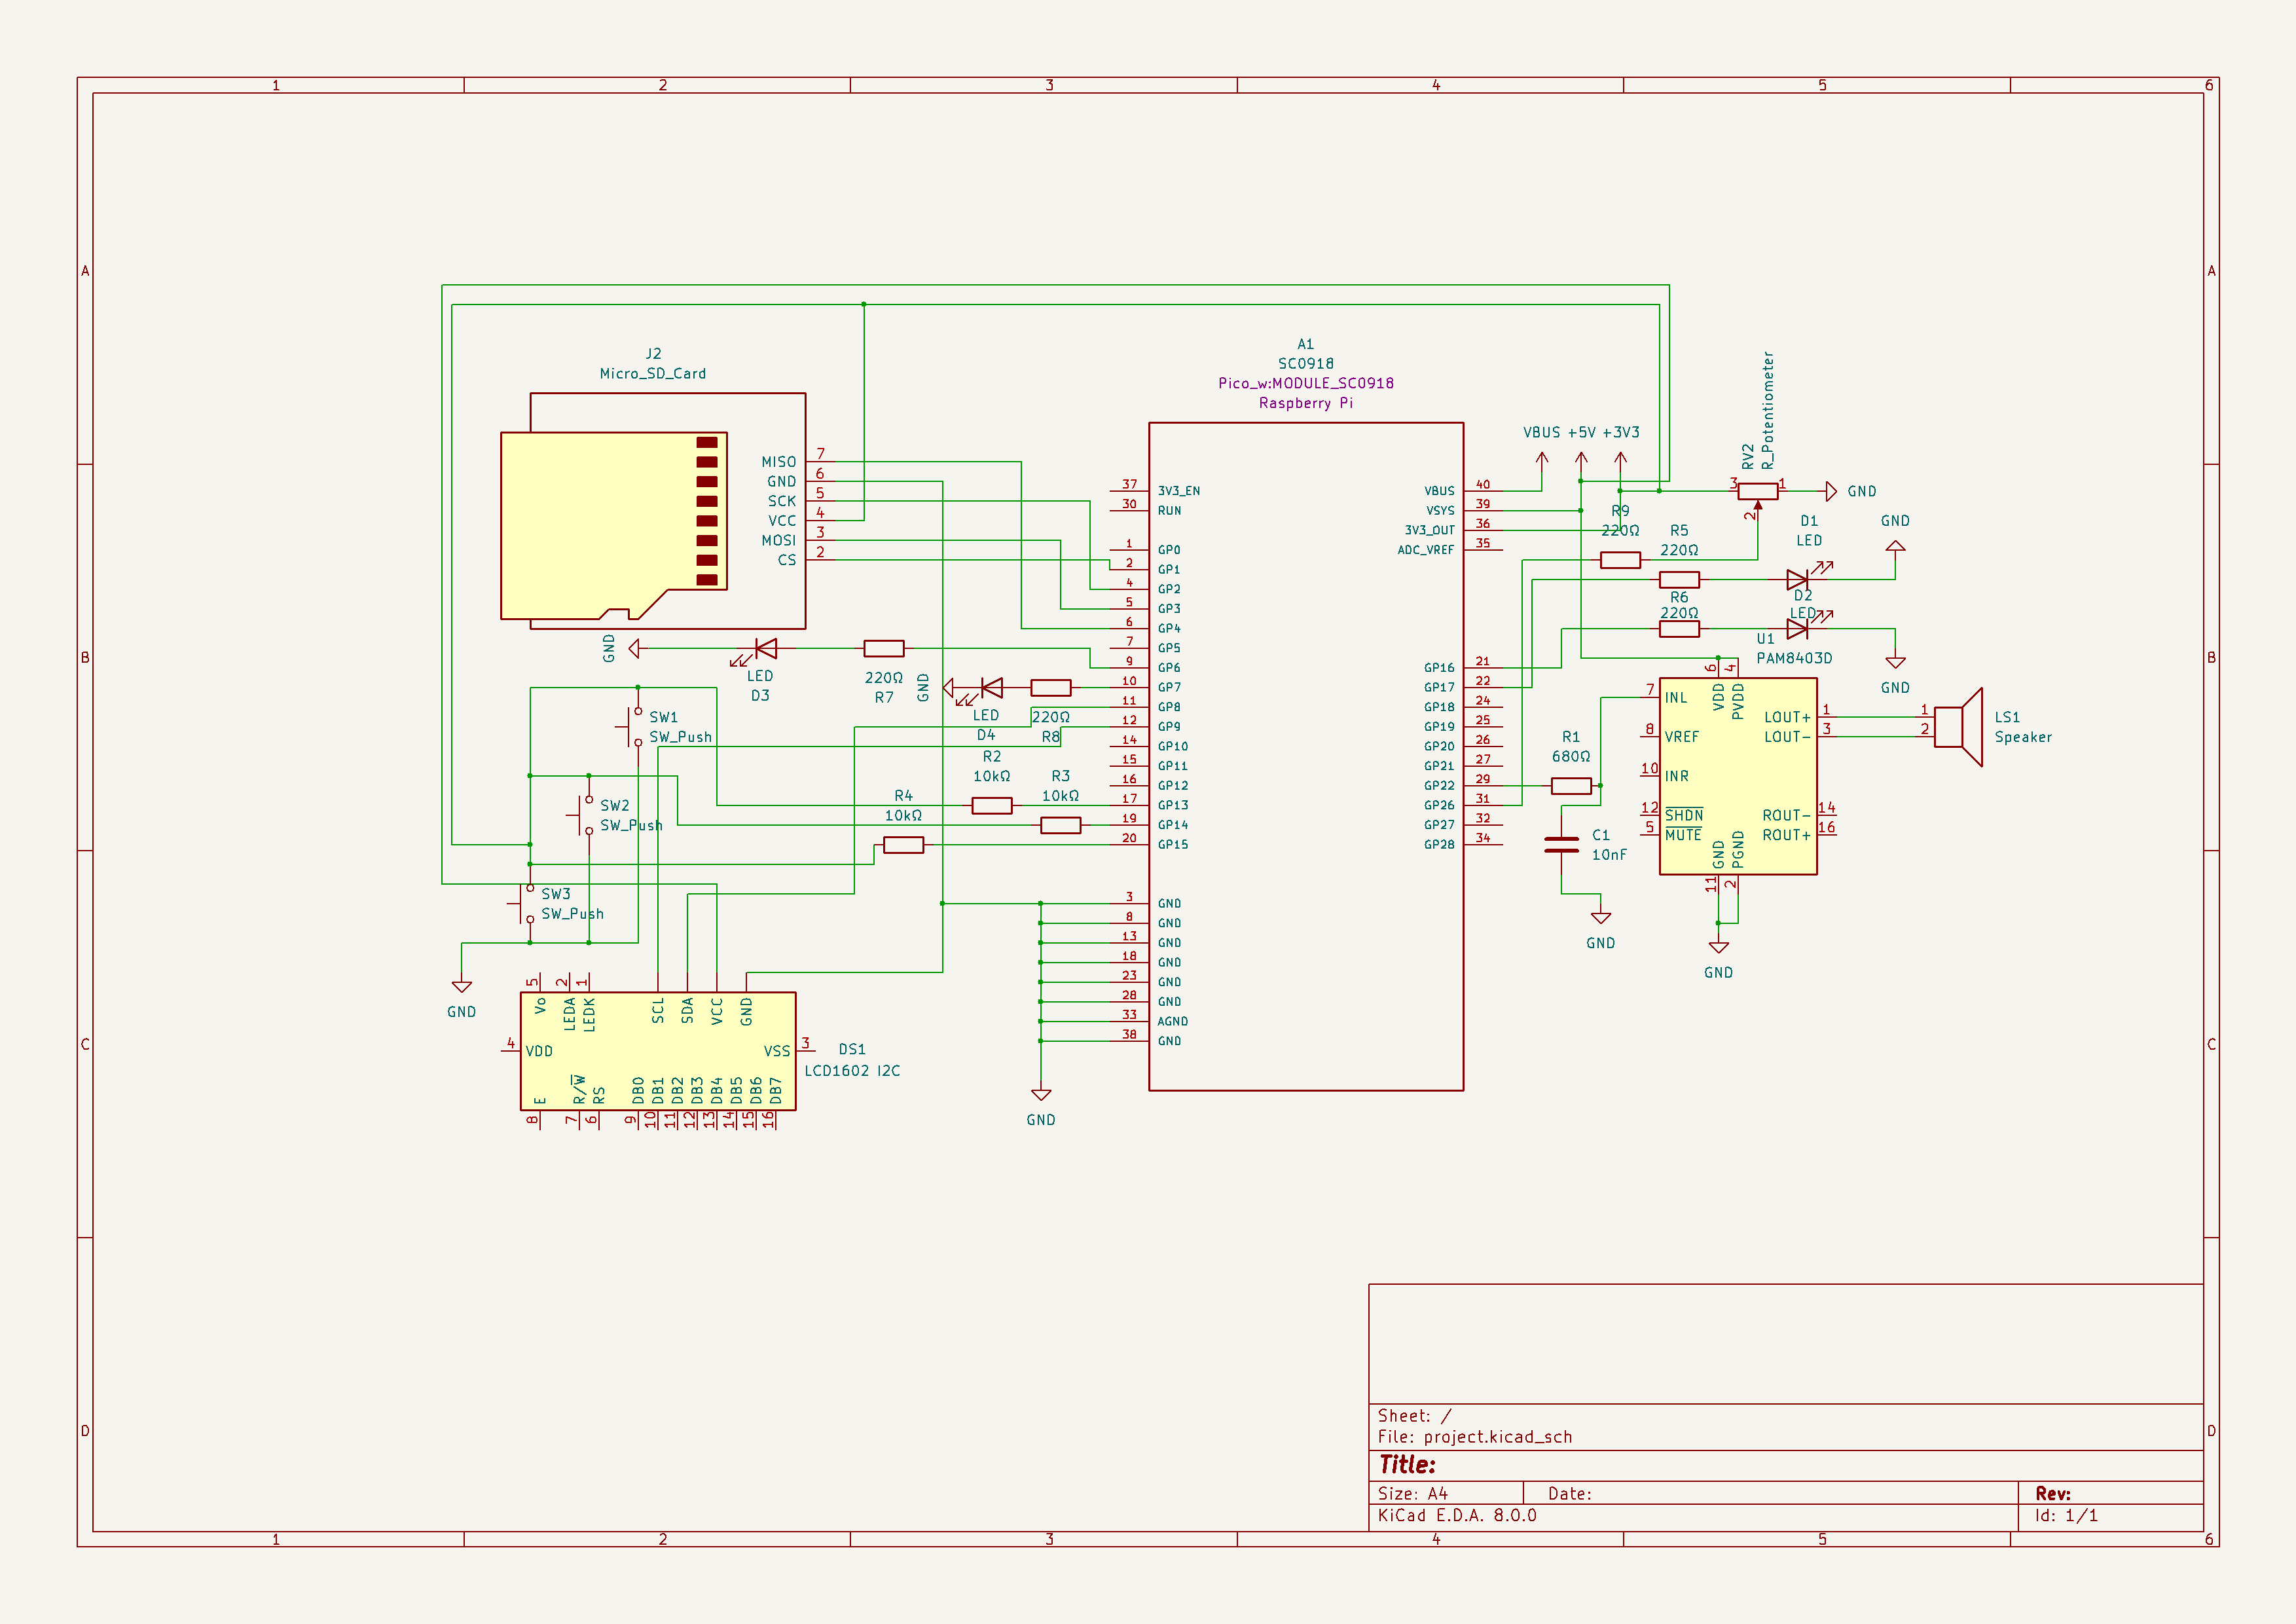 1 2 3 4 5 6
A A
J2
Micro_SD_Card
MISO 7
GND 6
SCK 5
VCC 4
MOSI 3
CS 2
A1
SC0918
Pico_w:MODULE_SC0918
Raspberry Pi
37 3V3_EN
30 RUN
1 GP0
2 GP1
4 GP2
5 GP3
6 GP4
7 GP5
9 GP6
10 GP7
11 GP8
12 GP9
14 GP10
15 GP11
16 GP12
17 GP13
19 GP14
20 GP15
3 GND
8 GND
13 GND
18 GND
23 GND
28 GND
33 AGND
38 GND
VBUS 40
VSYS 39
3V3_OUT 36
ADC_VREF 35
GP16 21
GP17 22
GP18 24
GP19 25
GP20 26
GP21 27
GP22 29
GP26 31
GP27 32
GP28 34
VBUS +5V +3V3
RV2
R_Potentiometer
3 1
2
GND
R9
220Ω
R5
220Ω
D1
LED
GND
R6
220Ω
D2
LED
GND
U1
PAM8403D
6 VDD
4 PVDD
7 INL
8 VREF
10 INR
12 SHDN
5 MUTE
LOUT+ 1
LOUT- 3
ROUT- 14
ROUT+ 16
GND 11
PGND 2
GND
1
2
LS1
Speaker
R1
680Ω
C1
10nF
GND
B B
GND
LED
D3
220Ω
R7
GND
LED
D4
220Ω
R8
R2
10kΩ
R3
10kΩ
R4
10kΩ
SW1
SW_Push
SW2
SW_Push
SW3
SW_Push
GND
5 Vo
2 LEDA
1 LEDK
SCL
SDA
VCC
GND
4 VDD
VSS 3
DS1
LCD1602 I2C
E 8
R/W 7
RS 6
DB0 9
DB1 10
DB2 11
DB3 12
DB4 13
DB5 14
DB6 15
DB7 16
GND
C C
D D
Sheet: /
File: project.kicad_sch
Title:
Size: A4 Date: Rev:
KiCad E.D.A. 8.0.0 Id: 1/1
1 2 3 4 5 6